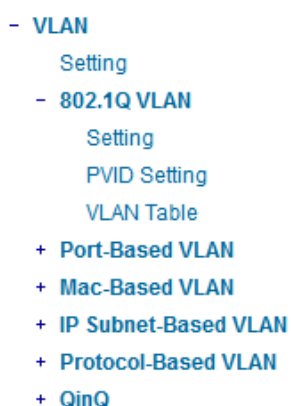 - VLAN
Setting
- 802.1Q VLAN
Setting
PVID Setting
VLAN Table
+ Port-Based VLAN
+ Mac-Based VLAN
+ IP Subnet-Based VLAN
+ Protocol-Based VLAN
+ QinQ